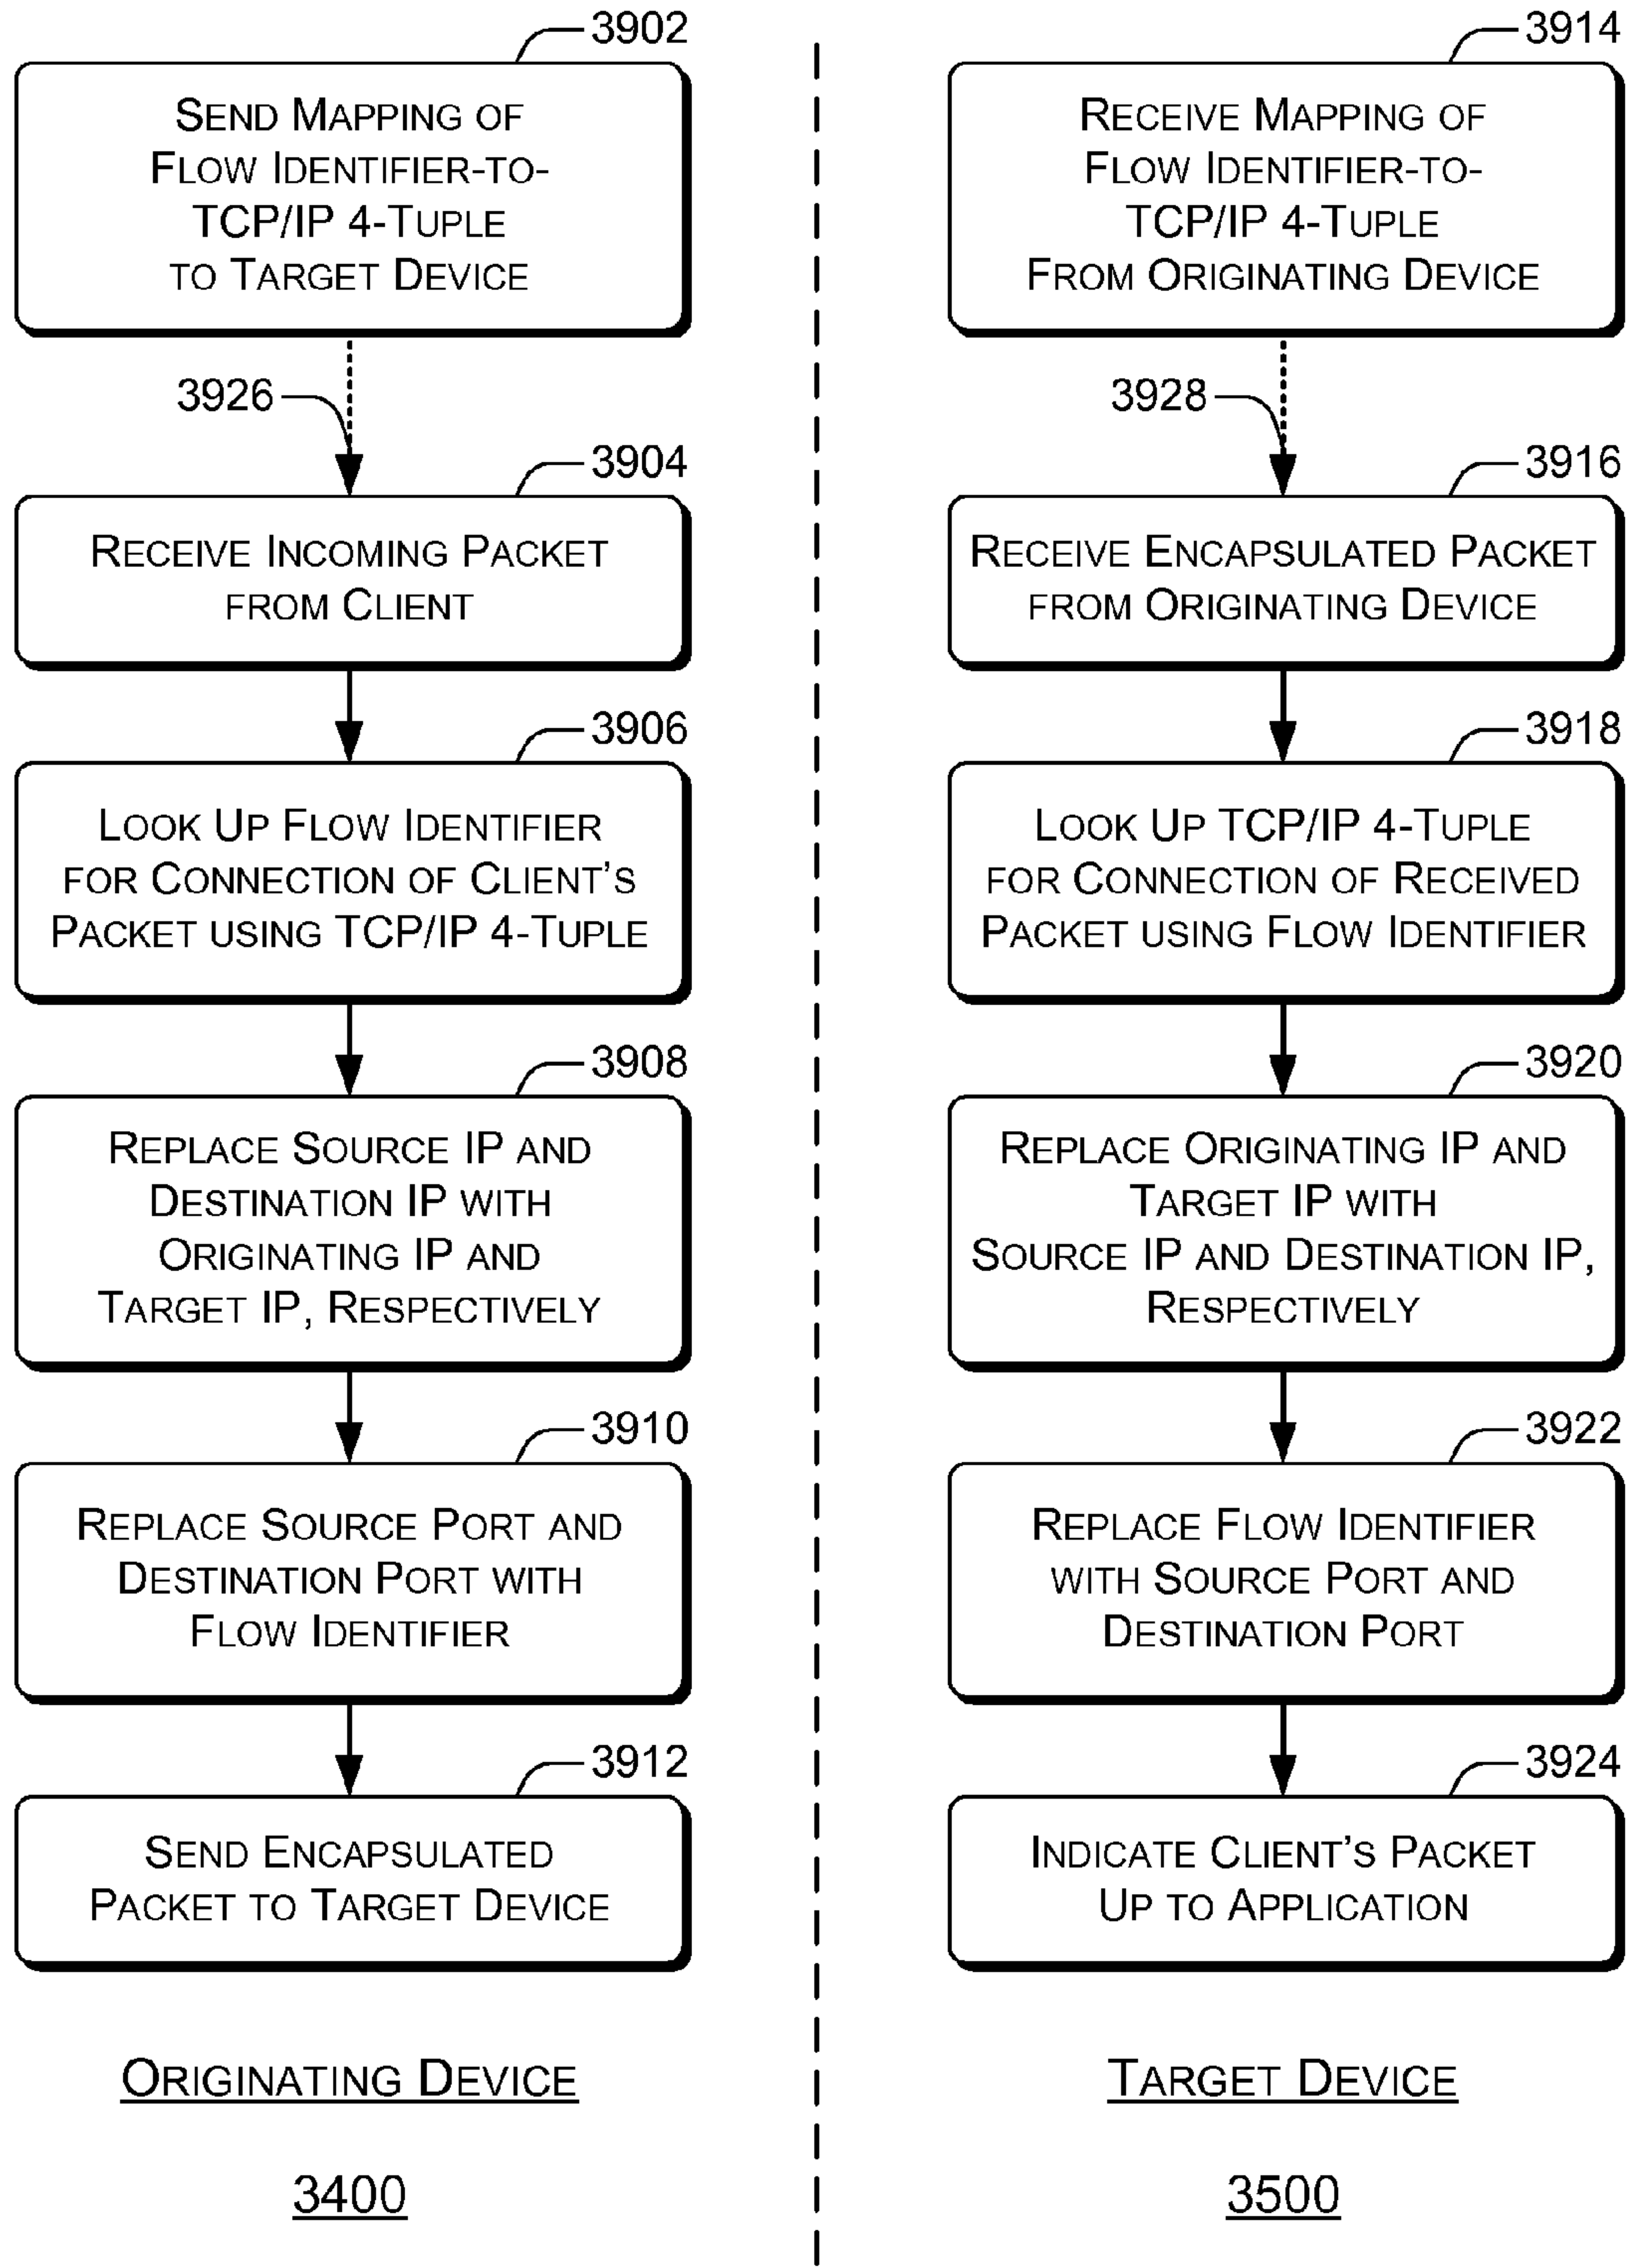 3902
SEND MAPPING OF
FLOW IDENTIFIER-TO-
TCP/IP 4-TUPLE
TO TARGET DEVICE
3926
3904
RECEIVE INCOMING PACKET
FROM CLIENT
3906
LOOK UP FLOW IDENTIFIER
FOR CONNECTION OF CLIENT'S
PACKET USING TCP/IP 4-TUPLE
3908
REPLACE SOURCE IP AND
DESTINATION IP WITH
ORIGINATING IP AND
TARGET IP, RESPECTIVELY
3910
REPLACE SOURCE PORT AND
DESTINATION PORT WITH
FLOW IDENTIFIER
3912
SEND ENCAPSULATED
PACKET TO TARGET DEVICE
ORIGINATING DEVICE
3400
3914
RECEIVE MAPPING OF
FLOW IDENTIFIER-TO-
TCP/IP 4-TUPLE
FROM ORIGINATING DEVICE
3928
3916
RECEIVE ENCAPSULATED PACKET
FROM ORIGINATING DEVICE
3918
LOOK UP TCP/IP 4-TUPLE
FOR CONNECTION OF RECEIVED
PACKET USING FLOW IDENTIFIER
3920
REPLACE ORIGINATING IP AND
TARGET IP WITH
SOURCE IP AND DESTINATION IP,
RESPECTIVELY
3922
REPLACE FLOW IDENTIFIER
WITH SOURCE PORT AND
DESTINATION PORT
3924
INDICATE CLIENT'S PACKET
UP TO APPLICATION
TARGET DEVICE
3500